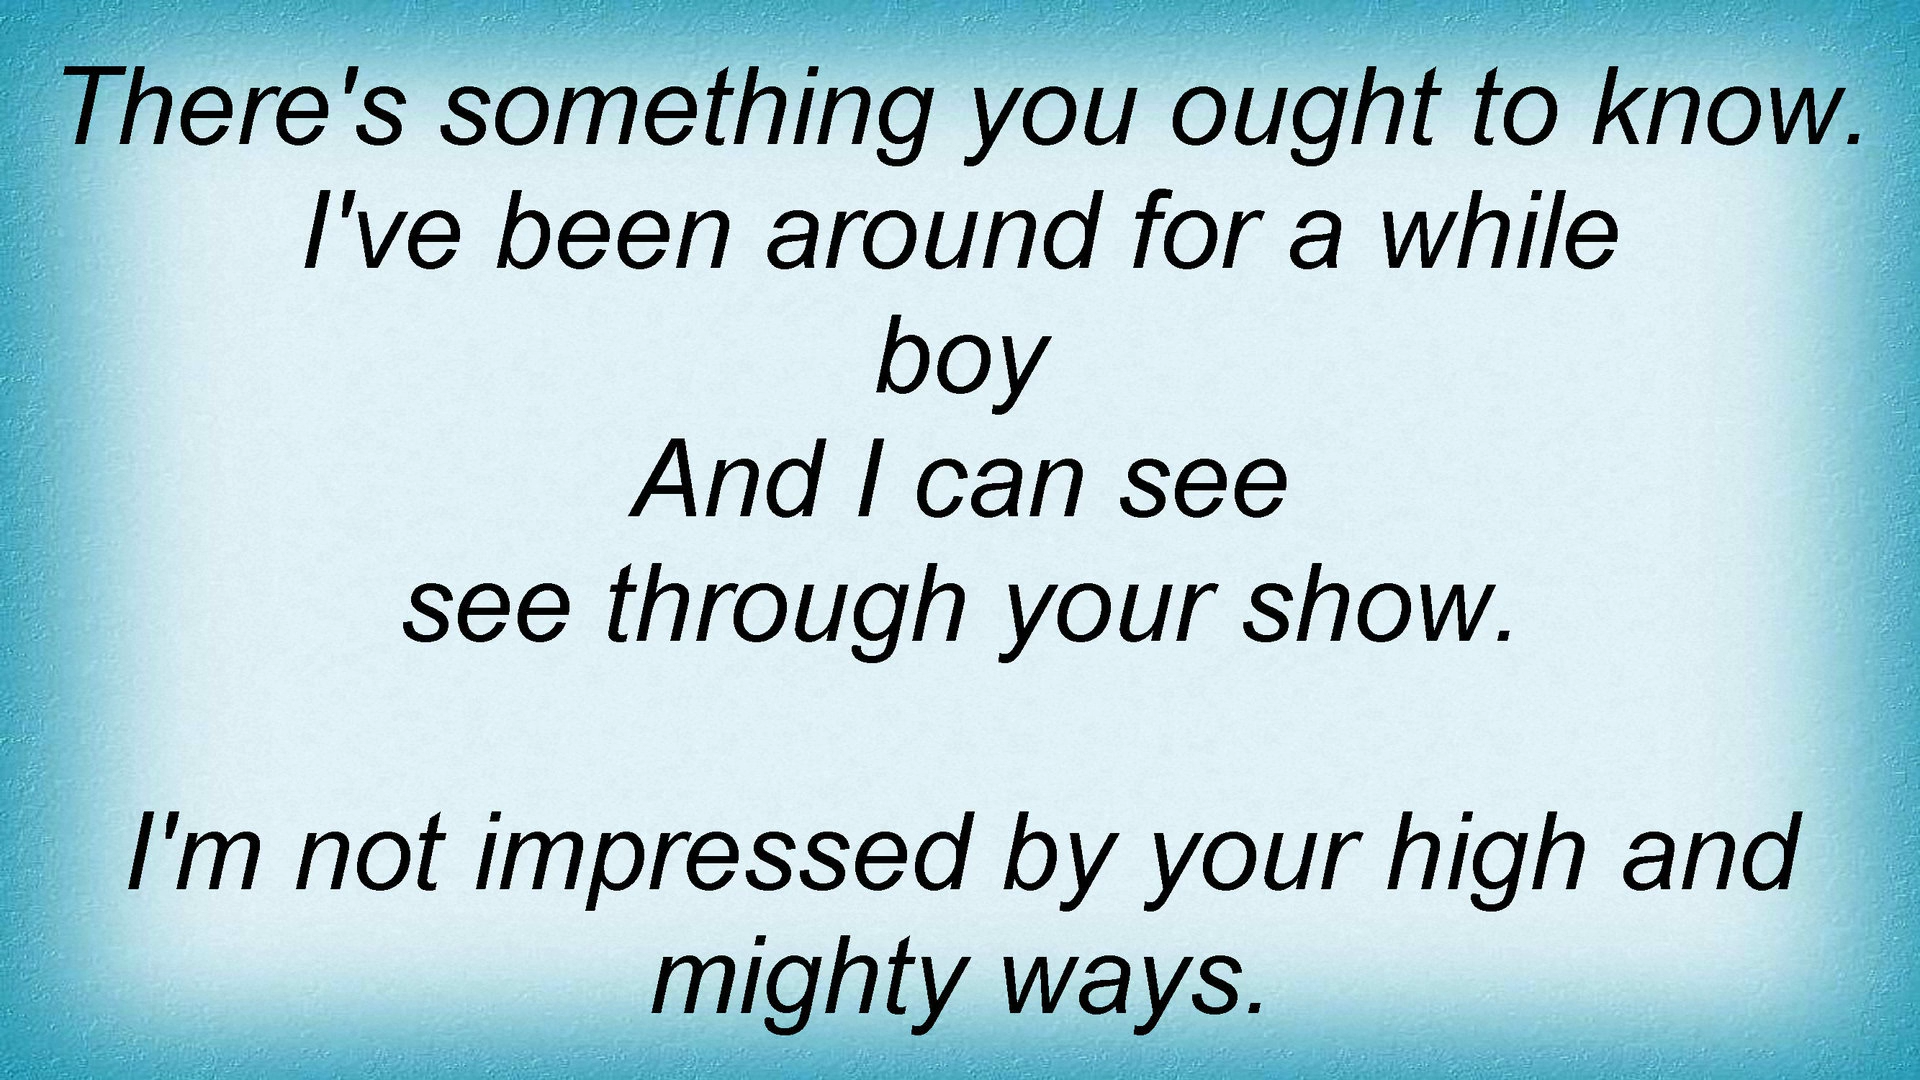 There's something you ought to know.
I've been around for a while
boy
And I can see
see through your show.
I'm not impressed by your high and
mighty ways.